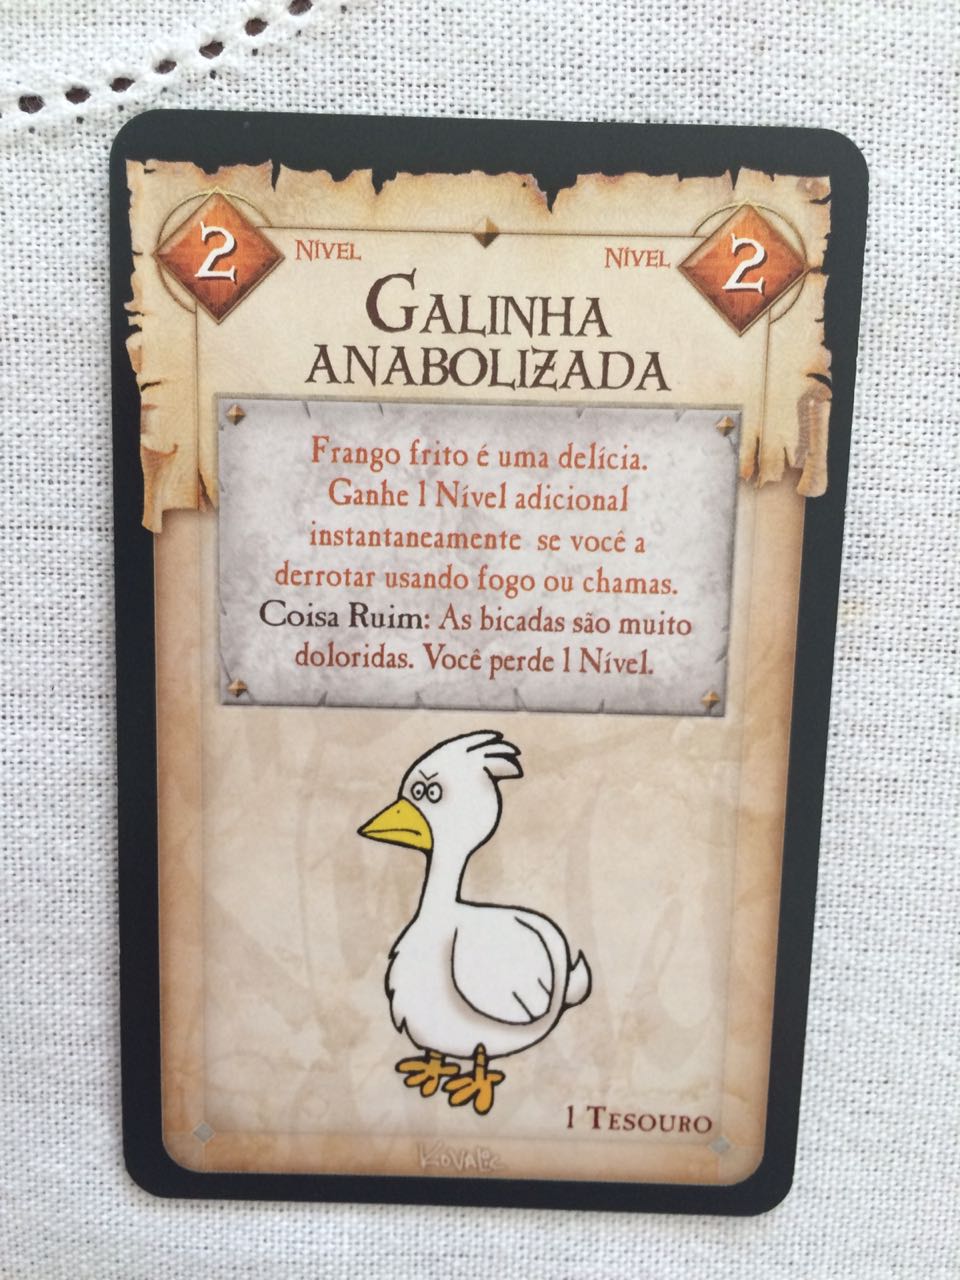 2 NÍVEL NÍVEL 2
GALINHA
ANABOLIZADA
Frango frito é uma delícia.
Ganhe 1 Nível adicional
instantaneamente se você a
derrotar usando fogo ou chamas.
Coisa Ruim: As bicadas são muito
doloridas. Você perde 1 Nível.
1 TESOURO
KOVALIC